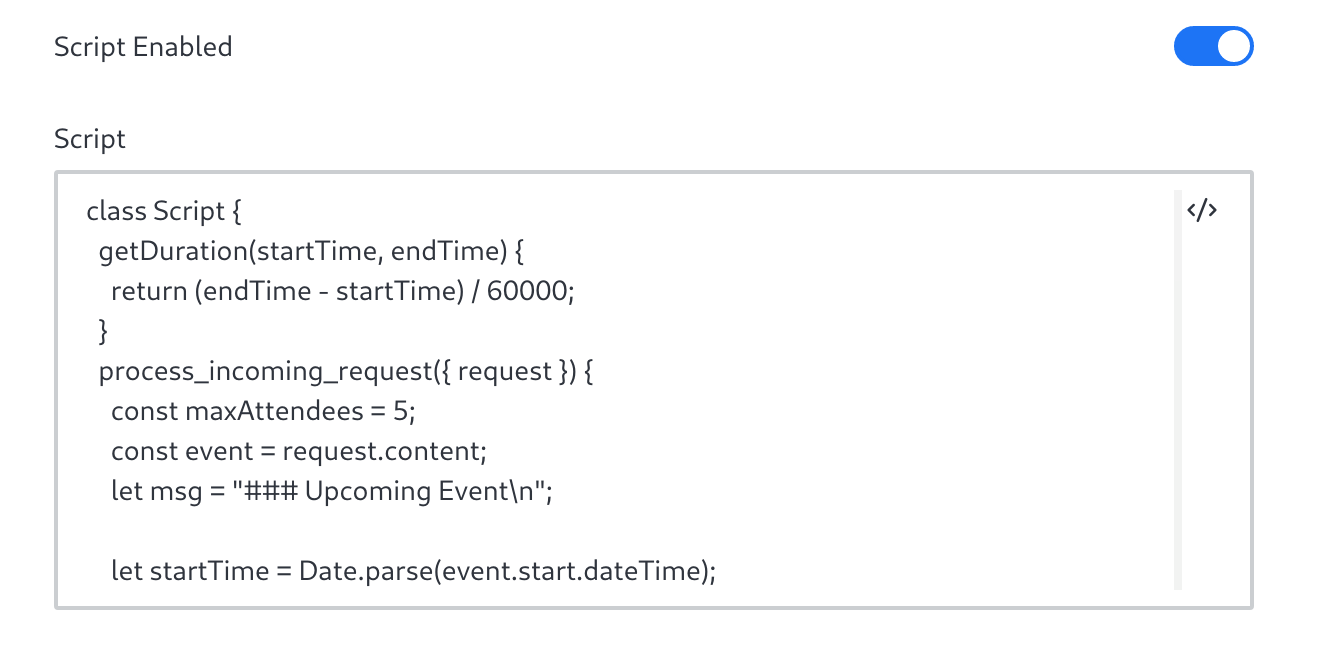 Script Enabled
Script
class Script {
  getDuration(startTime, endTime) {
    return (endTime - startTime) / 60000;
  }
  process_incoming_request({ request }) {
    const maxAttendees = 5;
    const event = request.content;
    let msg = "### Upcoming Event\n";

    let startTime = Date.parse(event.start.dateTime);